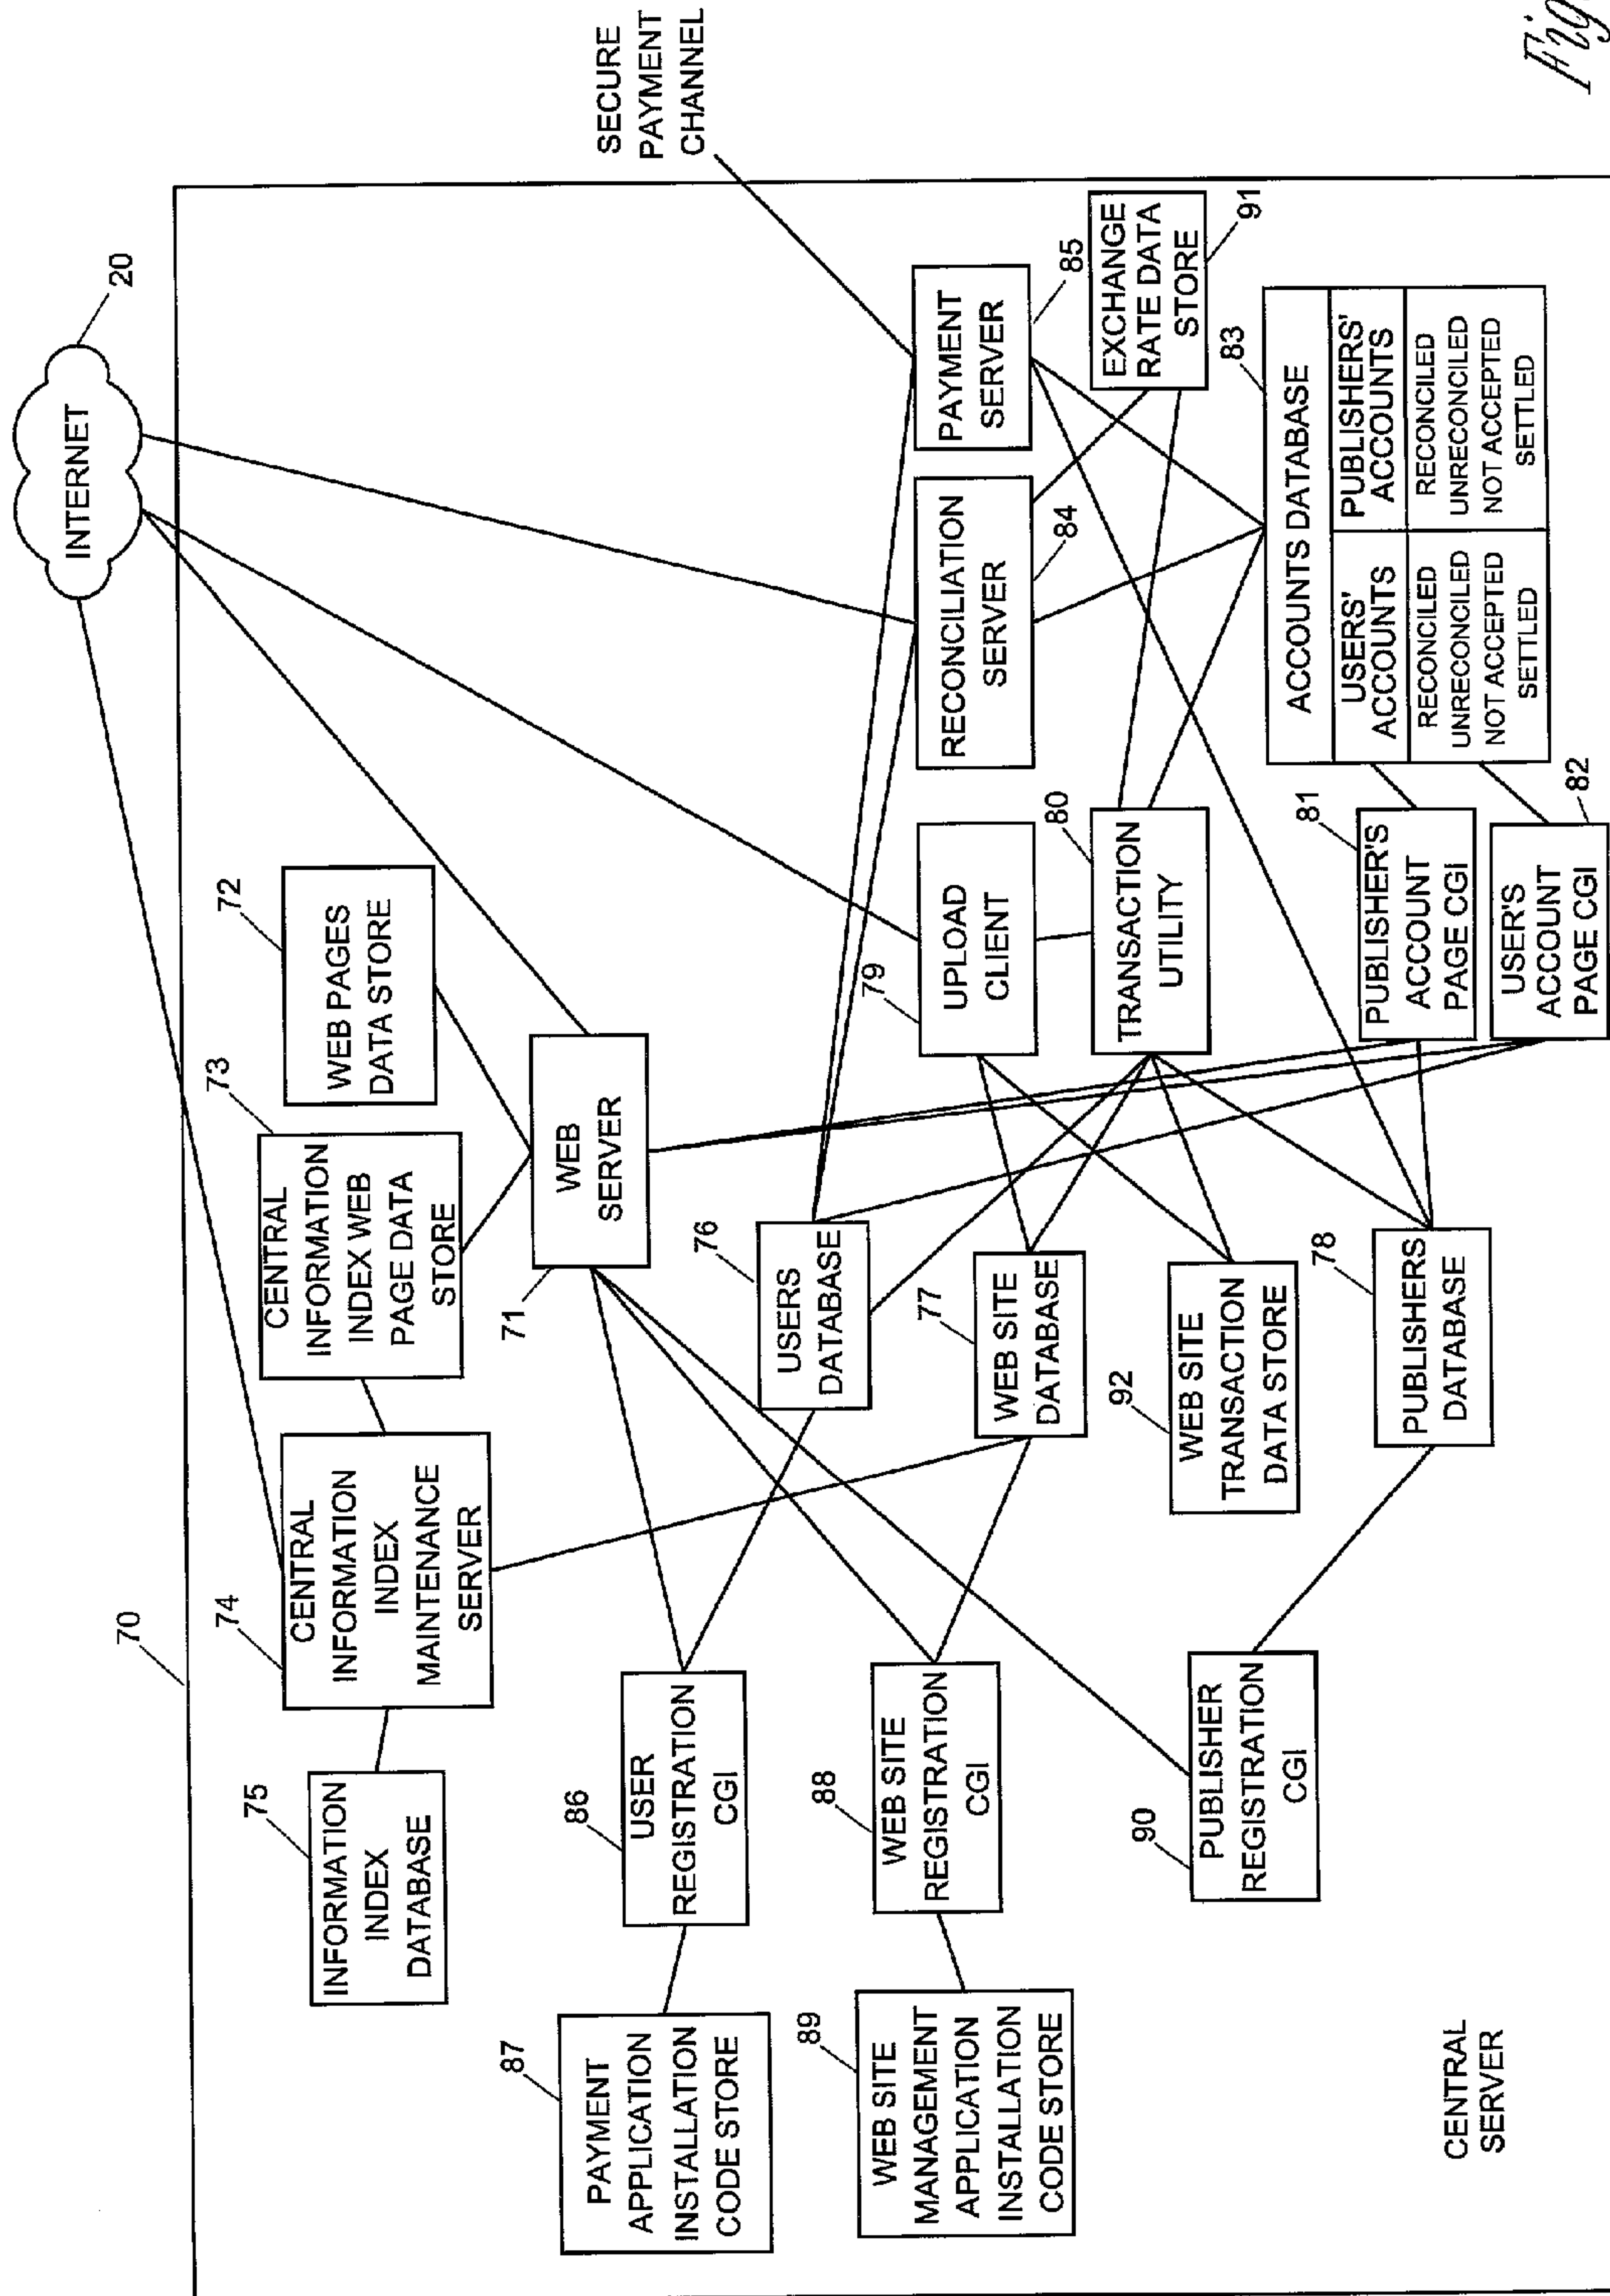 INTERNET
20
70
SECURE
PAYMENT
CHANNEL
75
INFORMATION
INDEX
DATABASE
74
CENTRAL
INFORMATION
INDEX
MAINTENANCE
SERVER
73
CENTRAL
INFORMATION
INDEX WEB
PAGE DATA
STORE
72
WEB PAGES
DATA STORE
71
WEB
SERVER
87
PAYMENT
APPLICATION
INSTALLATION
CODE STORE
86
USER
REGISTRATION
CGI
76
USERS
DATABASE
89
WEB SITE
MANAGEMENT
APPLICATION
INSTALLATION
CODE STORE
88
WEB SITE
REGISTRATION
CGI
77
WEB SITE
DATABASE
79
UPLOAD
CLIENT
RECONCILIATION
SERVER
84
PAYMENT
SERVER
85
90
PUBLISHER
REGISTRATION
CGI
92
WEB SITE
TRANSACTION
DATA STORE
80
TRANSACTION
UTILITY
EXCHANGE
RATE DATA
STORE
91
78
PUBLISHERS
DATABASE
81
PUBLISHER'S
ACCOUNT
PAGE CGI
USER'S
ACCOUNT
PAGE CGI
82
83
ACCOUNTS DATABASE
USERS'
ACCOUNTS
RECONCILED
UNRECONCILED
NOT ACCEPTED
SETTLED
PUBLISHERS'
ACCOUNTS
RECONCILED
UNRECONCILED
NOT ACCEPTED
SETTLED
CENTRAL
SERVER
Fig